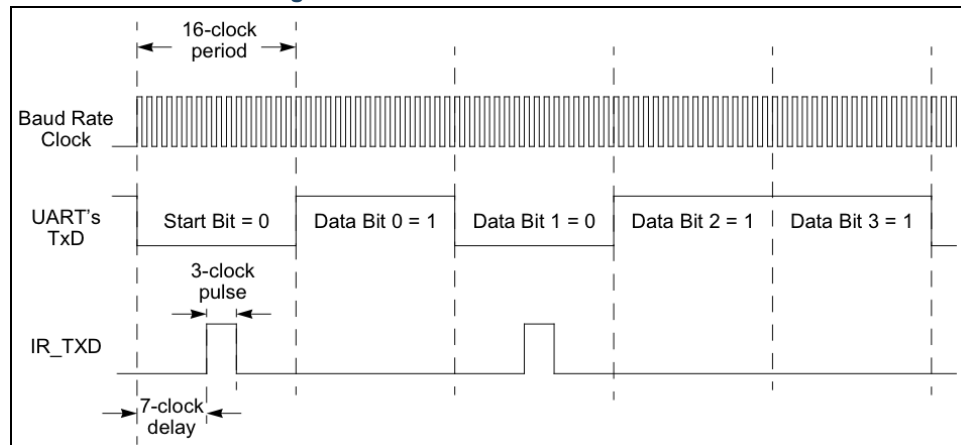 16-clock
period
Baud Rate
Clock
UART's
TxD
Start Bit = 0
Data Bit 0 = 1
Data Bit 1 = 0
Data Bit 2 = 1
Data Bit 3 = 1
3-clock
pulse
IR_TXD
7-clock
delay